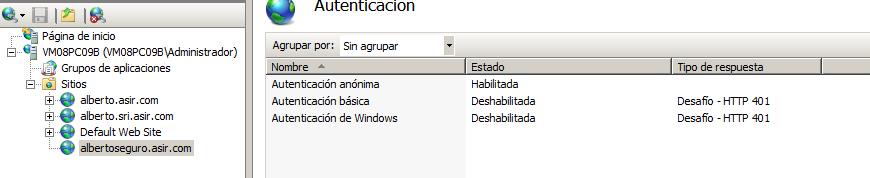 Autenticación
Página de inicio
VM08PC09B (VM08PC09B\Administrador)
Grupos de aplicaciones
Sitios
alberto.asir.com
alberto.sri.asir.com
Default Web Site
albertoseguro.asir.com
Agrupar por: Sin agrupar
Nombre Estado Tipo de respuesta
Autenticación anónima Habilitada
Autenticación básica Deshabilitada Desafío - HTTP 401
Autenticación de Windows Deshabilitada Desafío - HTTP 401